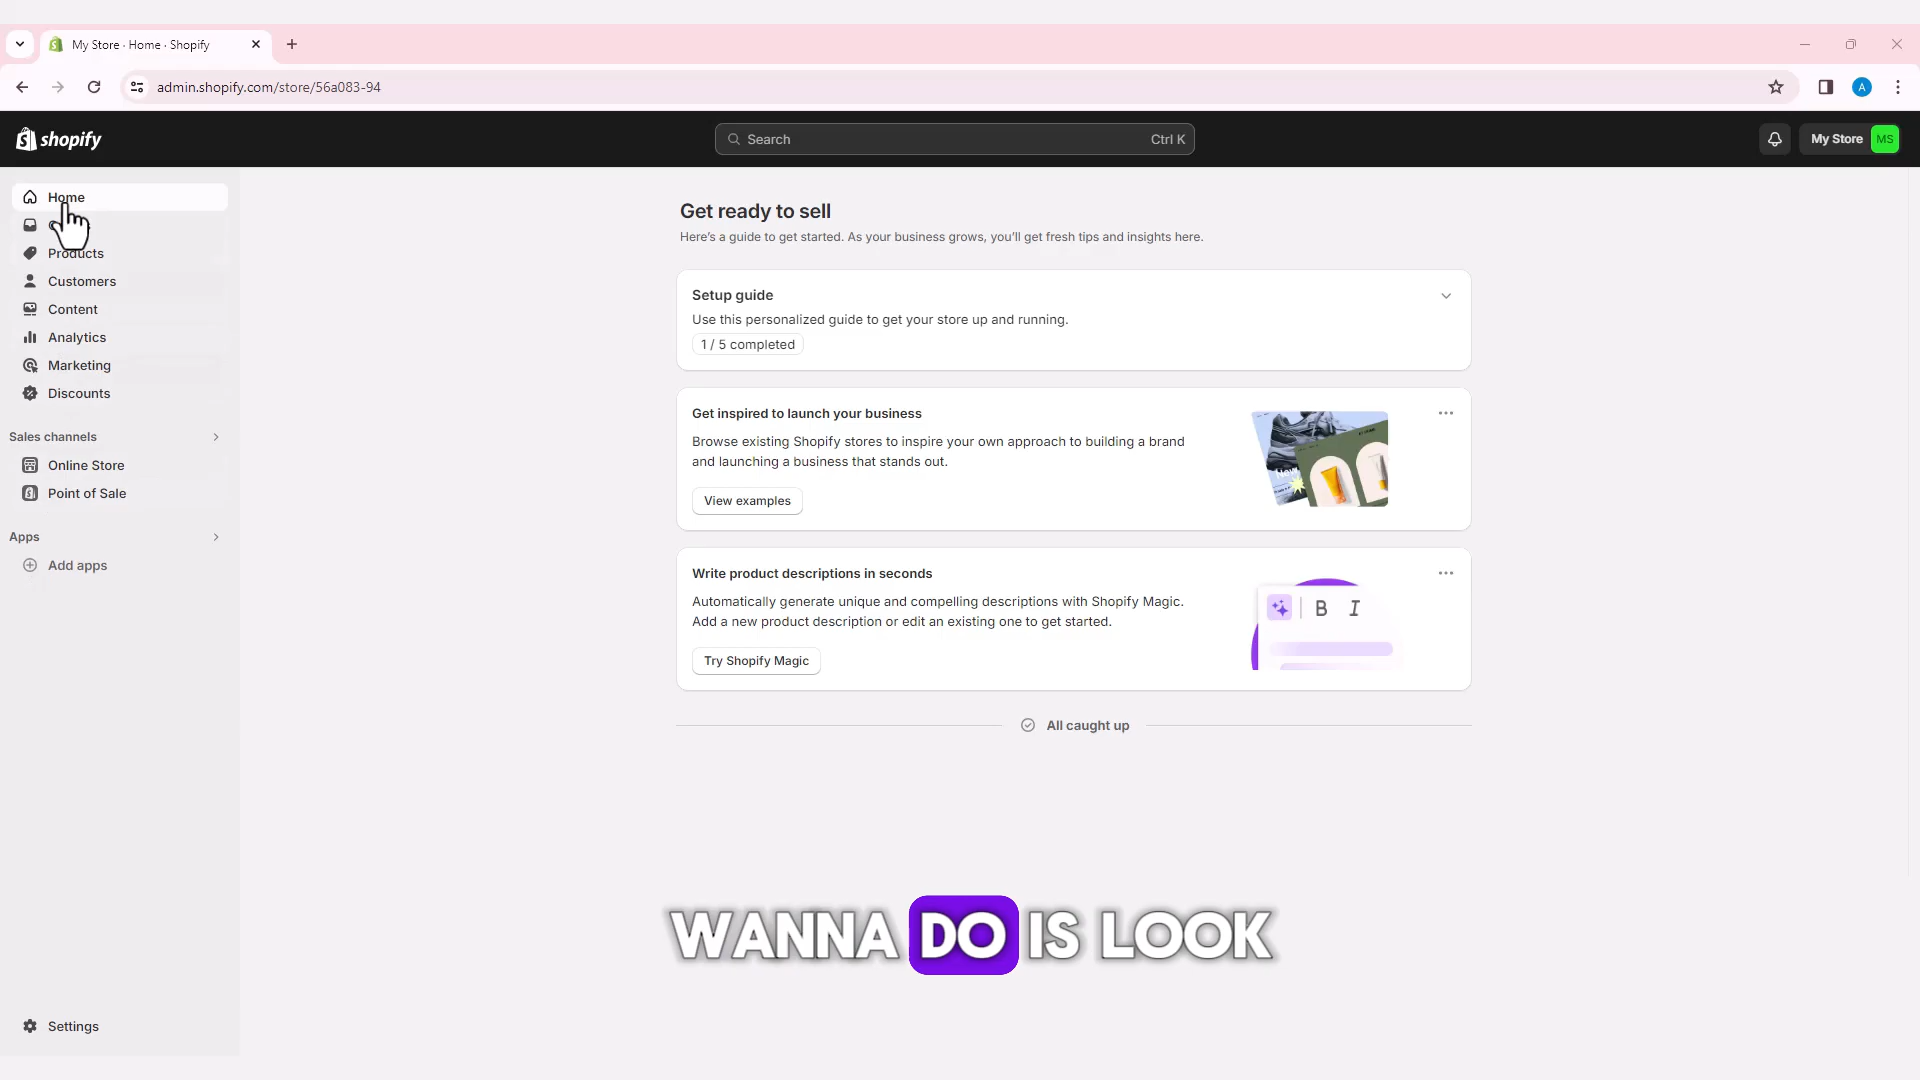 My Store · Home · Shopify
admin.shopify.com/store/56a083-94
A
shopify
Search
Ctrl K
My Store
MS
Home
Products
Customers
Content
Analytics
Marketing
Discounts
Sales channels
Online Store
Point of Sale
Apps
Add apps
Settings
Get ready to sell
Here's a guide to get started. As your business grows, you'll get fresh tips and insights here.
Setup guide
Use this personalized guide to get your store up and running.
1 / 5 completed
Get inspired to launch your business
Browse existing Shopify stores to inspire your own approach to building a brand
and launching a business that stands out.
View examples
Write product descriptions in seconds
Automatically generate unique and compelling descriptions with Shopify Magic.
Add a new product description or edit an existing one to get started.
Try Shopify Magic
B I
All caught up
WANNA DO IS LOOK